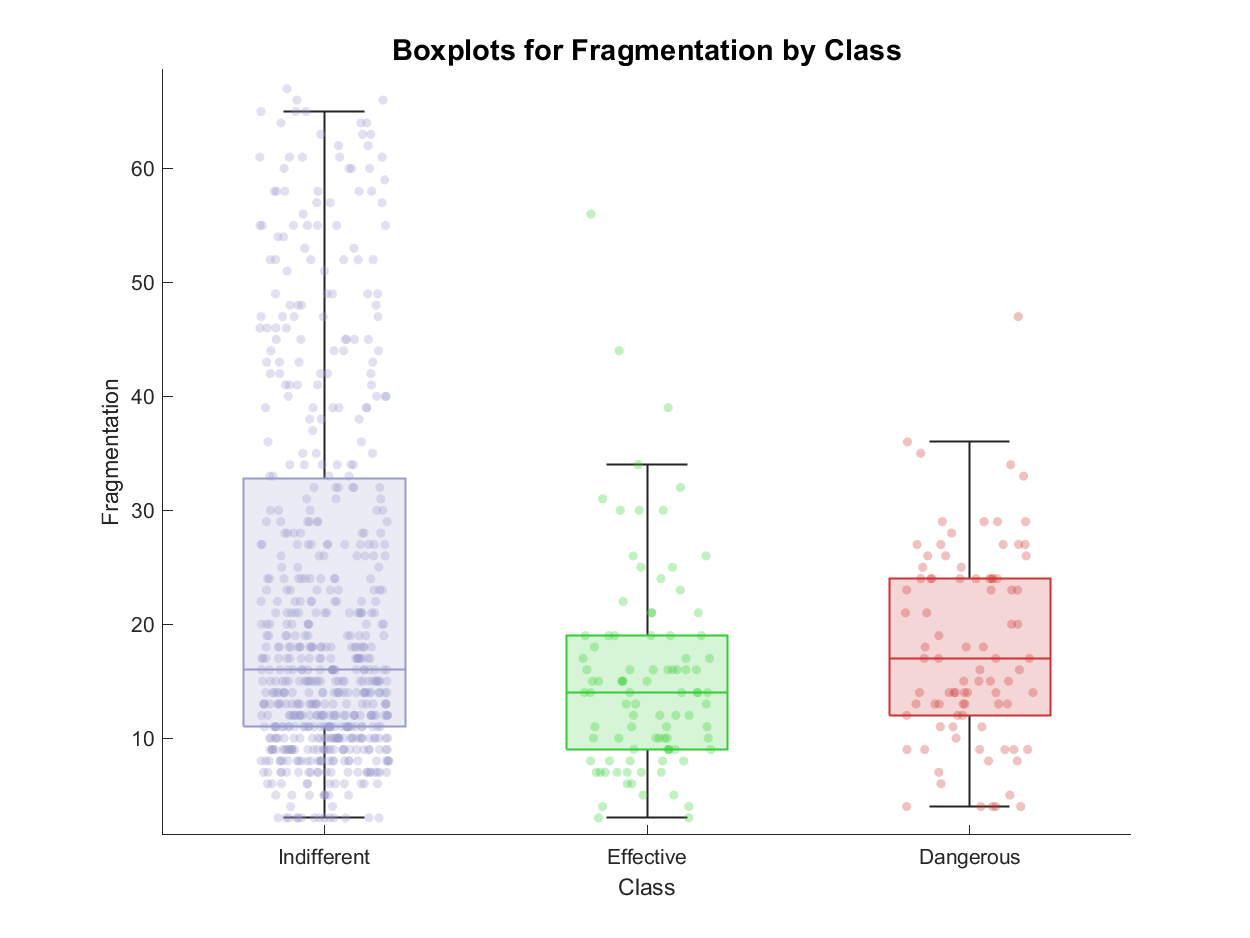 Boxplots for Fragmentation by Class
Fragmentation
60
50
40
30
20
10
Indifferent Effective Dangerous
Class